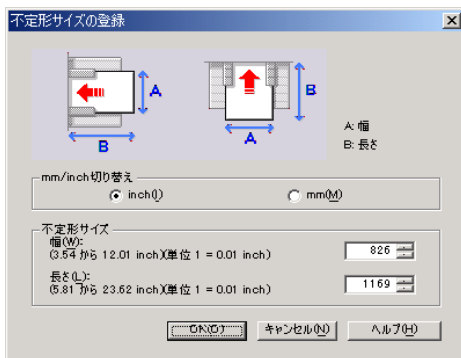 不定形サイズの登録
A
B
B
A
A: 幅
B: 長さ
mm/inch切り替え
inch(I)
mm(M)
不定形サイズ
幅(W):
(3.54 から 12.01 inch)(単位 1 = 0.01 inch)
826
長さ(L):
(5.81 から 23.62 inch)(単位 1 = 0.01 inch)
1169
OK(O)
キャンセル(N)
ヘルプ(H)